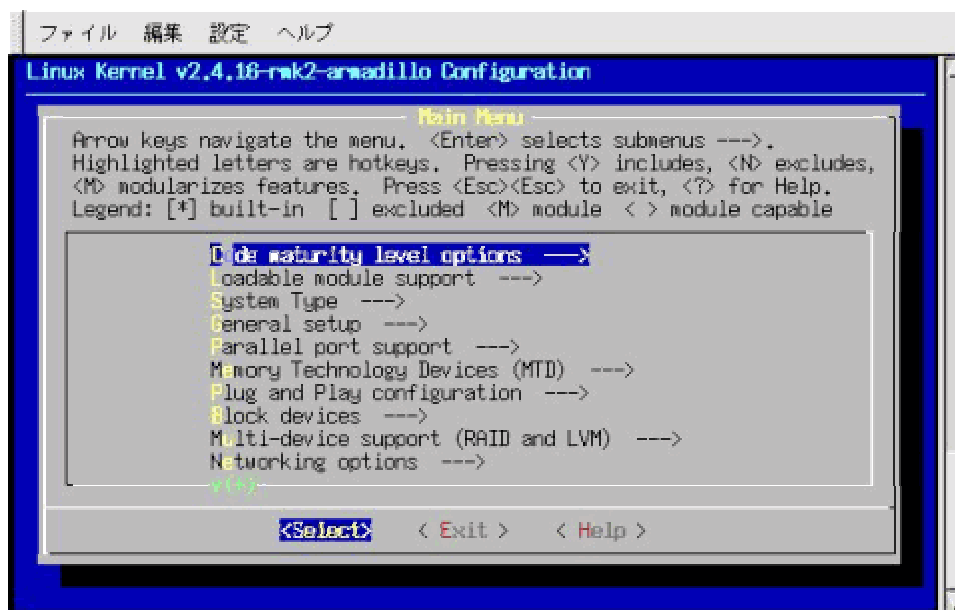 ファイル 編集 設定 ヘルプ
Linux Kernel v2.4.16-rmk2-armadillo Configuration
Main Menu
Arrow keys navigate the menu. <Enter> selects submenus --->.
Highlighted letters are hotkeys. Pressing <Y> includes, <N> excludes,
<M> modularizes features. Press <Esc><Esc> to exit, <?> for Help.
Legend: [*] built-in [ ] excluded <M> module < > module capable
Code maturity level options --->
Loadable module support --->
System Type --->
General setup --->
Parallel port support --->
Memory Technology Devices (MTD) --->
Plug and Play configuration --->
Block devices --->
Multi-device support (RAID and LVM) --->
Networking options --->
v(+)
<Select> < Exit > < Help >